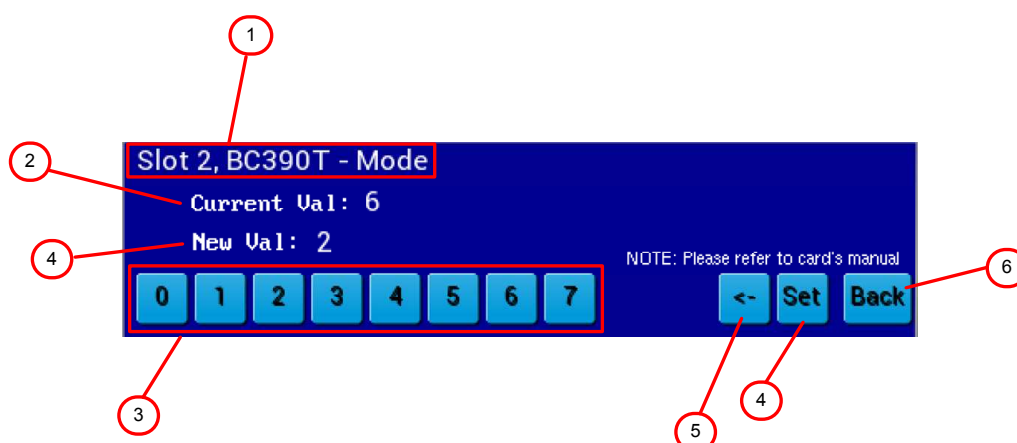 1
2
Slot 2, BC390T - Mode
Current Val: 6
4
New Val: 2
NOTE: Please refer to card's manual
6
0 1 2 3 4 5 6 7 <- Set Back
3
4
5